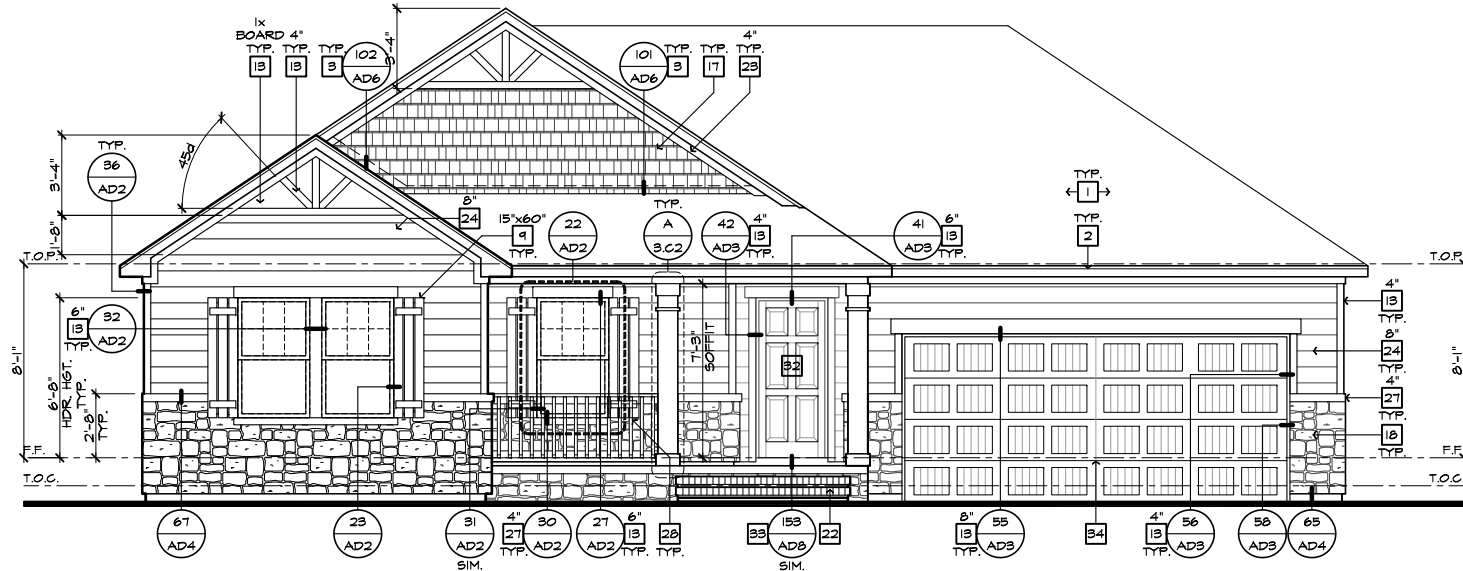 1x
BOARD 4"
TYP. TYP. TYP.
13 13 3
102
AD6
3'-4"
101
AD6
TYP.
3
TYP.
17
4"
TYP.
23
45d
TYP.
36
AD2
3'-4"
1'-8"
8"
24
15"x60"
9
TYP.
22
AD2
TYP.
A
3.C2
42
AD3
4"
13
TYP.
41
AD3
6"
13
TYP.
TYP.
1
TYP.
2
T.O.P.
T.O.P.
6"
13
TYP.
32
AD2
8'-1"
6'-8"
HDR. HGT.
TYP.
2'-8"
TYP.
7'-3"
SOFFIT
32
4"
13
TYP.
8"
24
TYP.
4"
27
TYP.
18
TYP.
8'-1"
F.F.
F.F.
T.O.C.
T.O.C.
67
AD4
23
AD2
31
AD2
SIM.
4"
27
TYP.
30
AD2
27
AD2
6"
13
TYP.
28
TYP.
33
153
AD8
SIM.
22
8"
13
TYP.
55
AD3
34
4"
13
TYP.
56
AD3
58
AD3
65
AD4